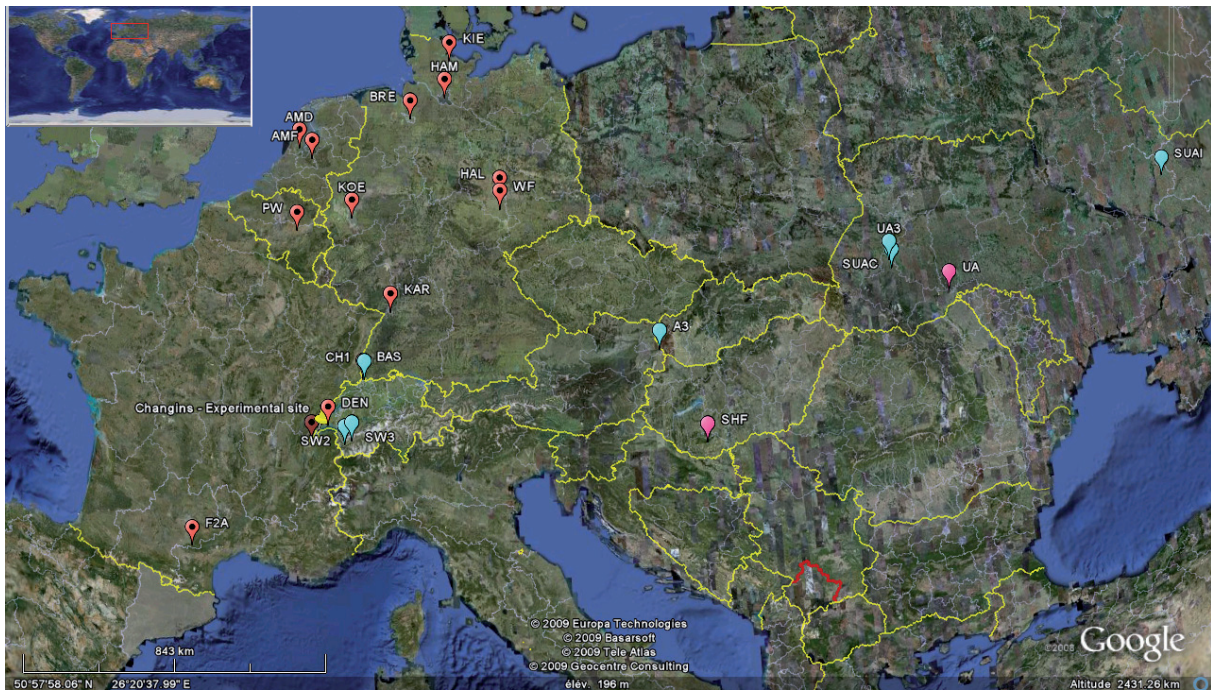 KIE
HAM
BRE
AMD
AMF
SUAI
HAL
WF
KOE
PW
UA3
SUAC
UA
KAR
A3
CH1 BAS
DEN
Changins - Experimental site
SW2
SW3
SHF
F2A
843 km
© 2009 Europa Technologies
© 2009 Basarsoft
© 2009 Tele Atlas
© 2009 Geocentre Consulting
©2008 Google
50°57'58.06" N 26°20'37.99" E
élév. 196 m
Altitude 2431.26 km